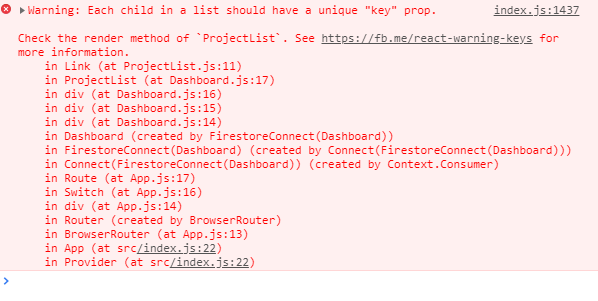 Warning: Each child in a list should have a unique "key" prop. index.js:1437
Check the render method of `ProjectList`. See https://fb.me/react-warning-keys for
more information.
in Link (at ProjectList.js:11)
in ProjectList (at Dashboard.js:17)
in div (at Dashboard.js:16)
in div (at Dashboard.js:15)
in div (at Dashboard.js:14)
in Dashboard (created by FirestoreConnect(Dashboard))
in FirestoreConnect(Dashboard) (created by Connect(FirestoreConnect(Dashboard)))
in Connect(FirestoreConnect(Dashboard)) (created by Context.Consumer)
in Route (at App.js:17)
in Switch (at App.js:16)
in div (at App.js:14)
in Router (created by BrowserRouter)
in BrowserRouter (at App.js:13)
in App (at src/index.js:22)
in Provider (at src/index.js:22)